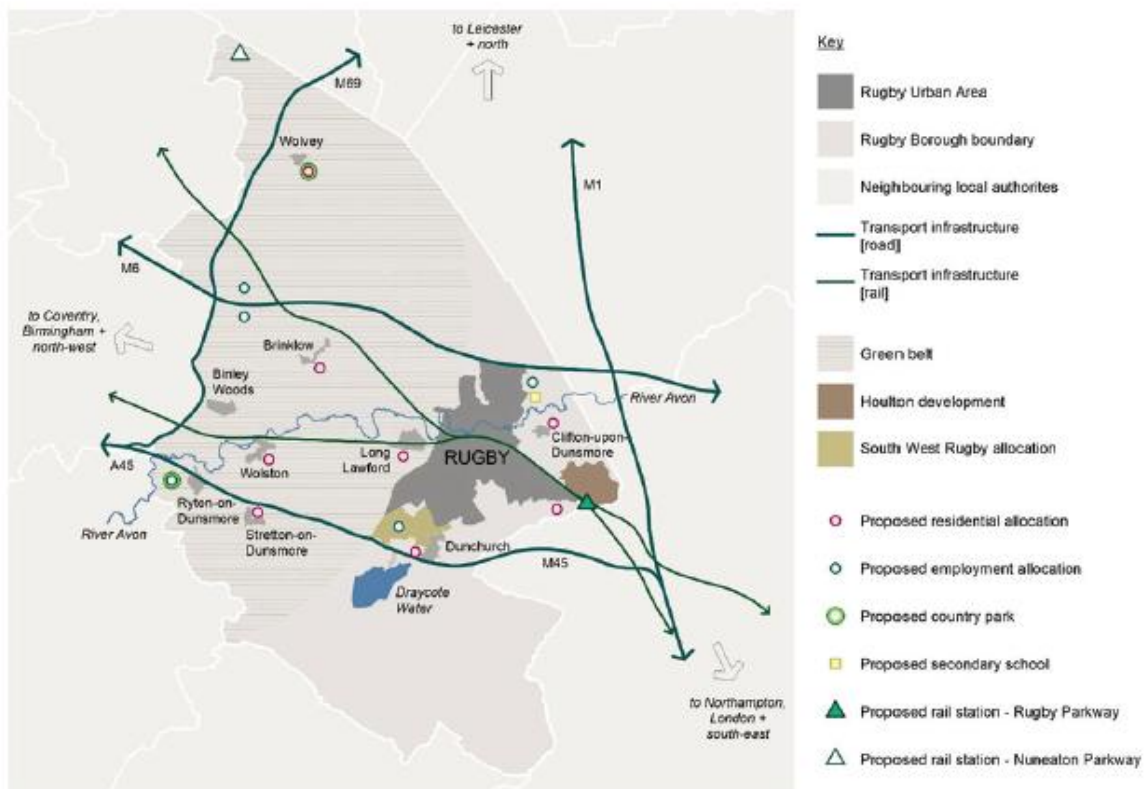 to Leicester
+ north
M69
Wolvey
M1
M6
to Coventry,
Birmingham +
north-west
Brinklow
Binley
Woods
River Avon
Clifton-upon-
Dunsmore
Long
Lawford
RUGBY
A45
Wolston
Ryton-on-
Dunsmore
Stretton-on-
Dunsmore
River Avon
Dunchurch
M45
Draycote
Water
to Northampton,
London +
south-east
Key
Rugby Urban Area
Rugby Borough boundary
Neighbouring local authorites
Transport infrastructure
[road]]
Transport infrastructure
[rail]
Green belt
Houlton development
South West Rugby allocation
Proposed residential allocation
Proposed employment allocation
Proposed country park
Proposed secondary school
Proposed rail station - Rugby Parkway
Proposed rail station - Nuneaton Parkway